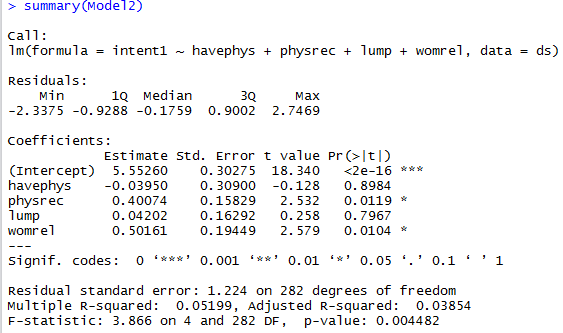 > summary(Model2)
Call:
lm(formula = intent1 ~ havephys + physrec + lump + womrel, data = ds)
Residuals:
Min 1Q Median 3Q Max
-2.3375 -0.9288 -0.1759 0.9002 2.7469
Coefficients:
Estimate Std. Error t value Pr(>|t|)
(Intercept) 5.55260 0.30275 18.340 <2e-16 ***
havephys -0.03950 0.30900 -0.128 0.8984
physrec 0.40074 0.15829 2.532 0.0119 *
lump 0.04202 0.16292 0.258 0.7967
womrel 0.50161 0.19449 2.579 0.0104 *
---
Signif. codes: 0 ‘***’ 0.001 ‘**’ 0.01 ‘*’ 0.05 ‘.’ 0.1 ‘ ’ 1
Residual standard error: 1.224 on 282 degrees of freedom
Multiple R-squared: 0.05199, Adjusted R-squared: 0.03854
F-statistic: 3.866 on 4 and 282 DF, p-value: 0.004482